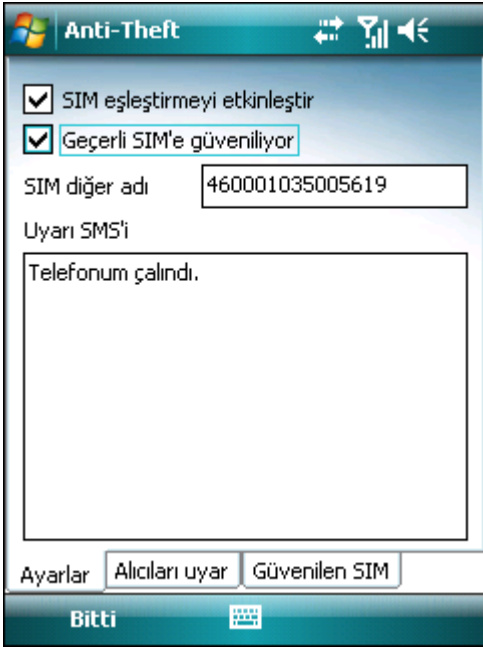 Anti-Theft
SIM eşleştirmeyi etkinleştir
Geçerli SIM'e güveniliyor
SIM diğer adı 460001035005619
Uyarı SMS'i
Telefonum çalındı.
Ayarlar Alıcıları uyar Güvenilen SIM
Bitti